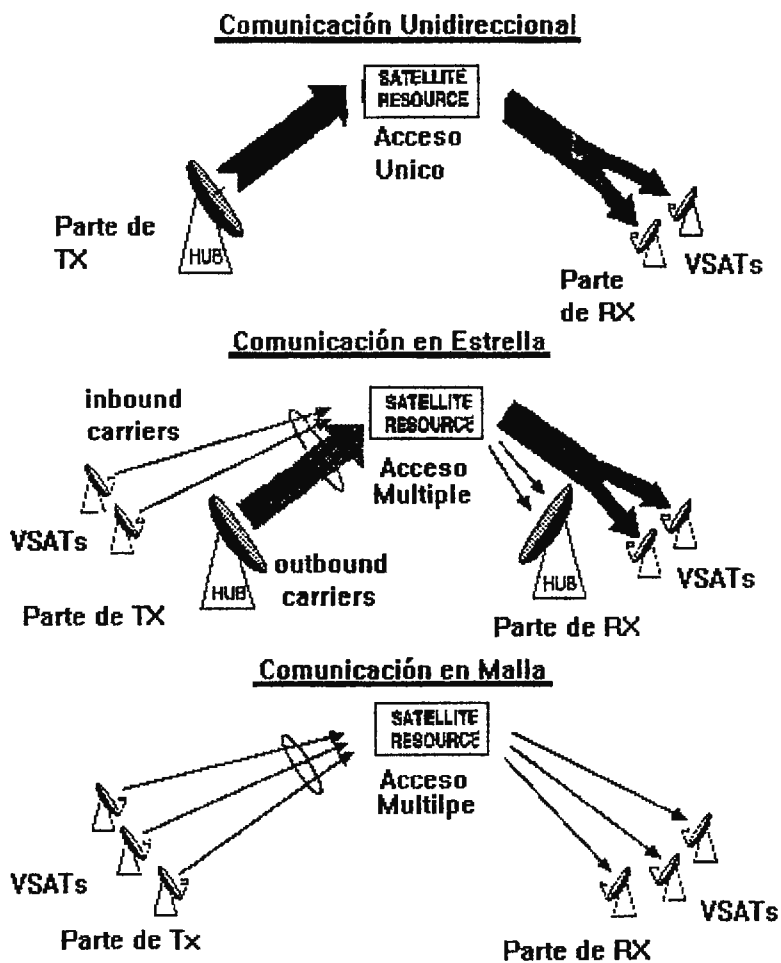 Comunicación Unidireccional
SATELLITE
RESOURCE
Acceso
Unico
Parte de
TX
HUB
VSATs
Parte
de RX
Comunicación en Estrella
inbound
carriers
SATELLITE
RESOURCE
Acceso
Multiple
VSATs
outbound
carriers
HUB
HUB
VSATs
Parte de TX
Parte de RX
Comunicación en Malla
SATELLITE
RESOURCE
Acceso
Multilpe
VSATs
VSATs
Parte de Tx
Parte de RX